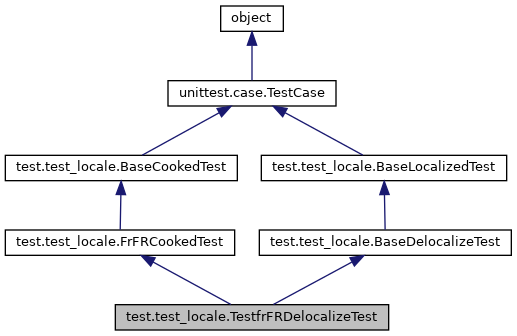 object
unittest.case.TestCase
test.test_locale.BaseCookedTest
test.test_locale.BaseLocalizedTest
test.test_locale.FrFRCookedTest
test.test_locale.BaseDelocalizeTest
test.test_locale.TestfrFRDelocalizeTest